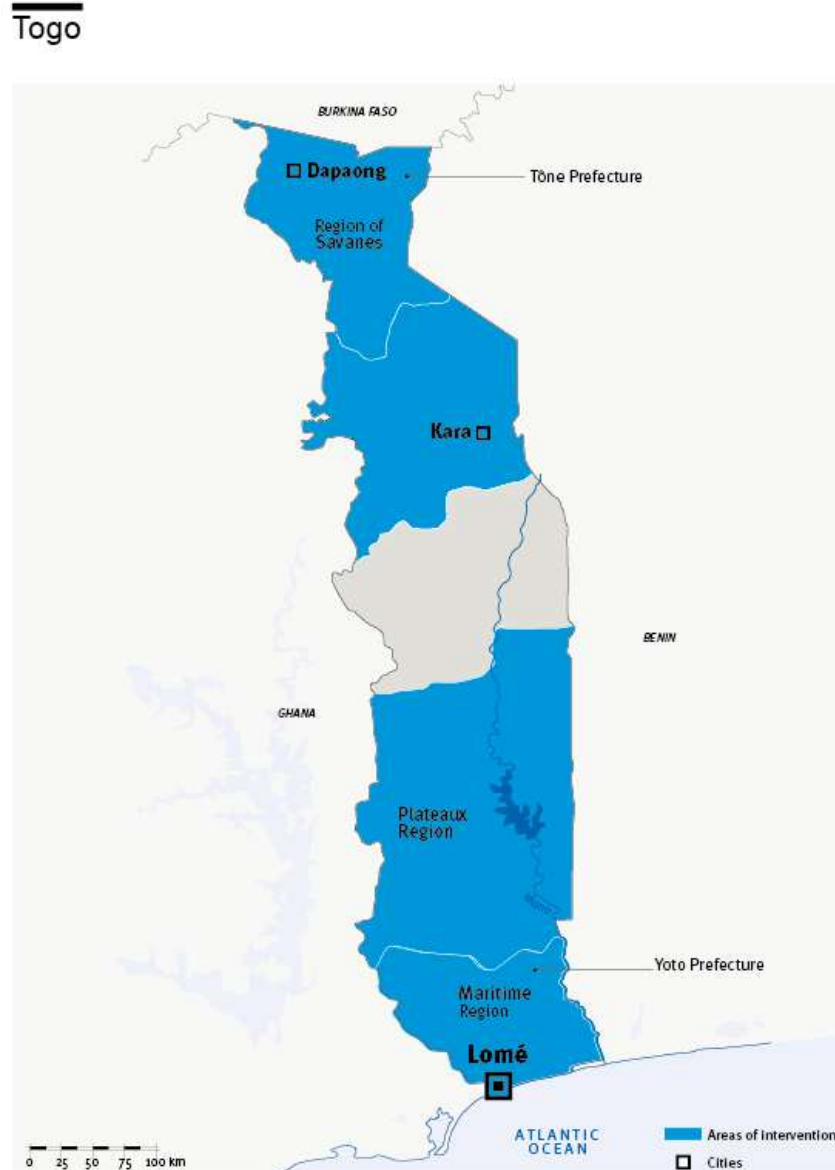 Togo
BURKINA FASO
Dapaong
Tône Prefecture
Region of
Savanes
Kara
BENIN
GHANA
Plateaux
Region
Yoto Prefecture
Maritime
Region
Lomé
ATLANTIC
OCEAN
Areas of intervention
Cities
0 25 50 75 100 km